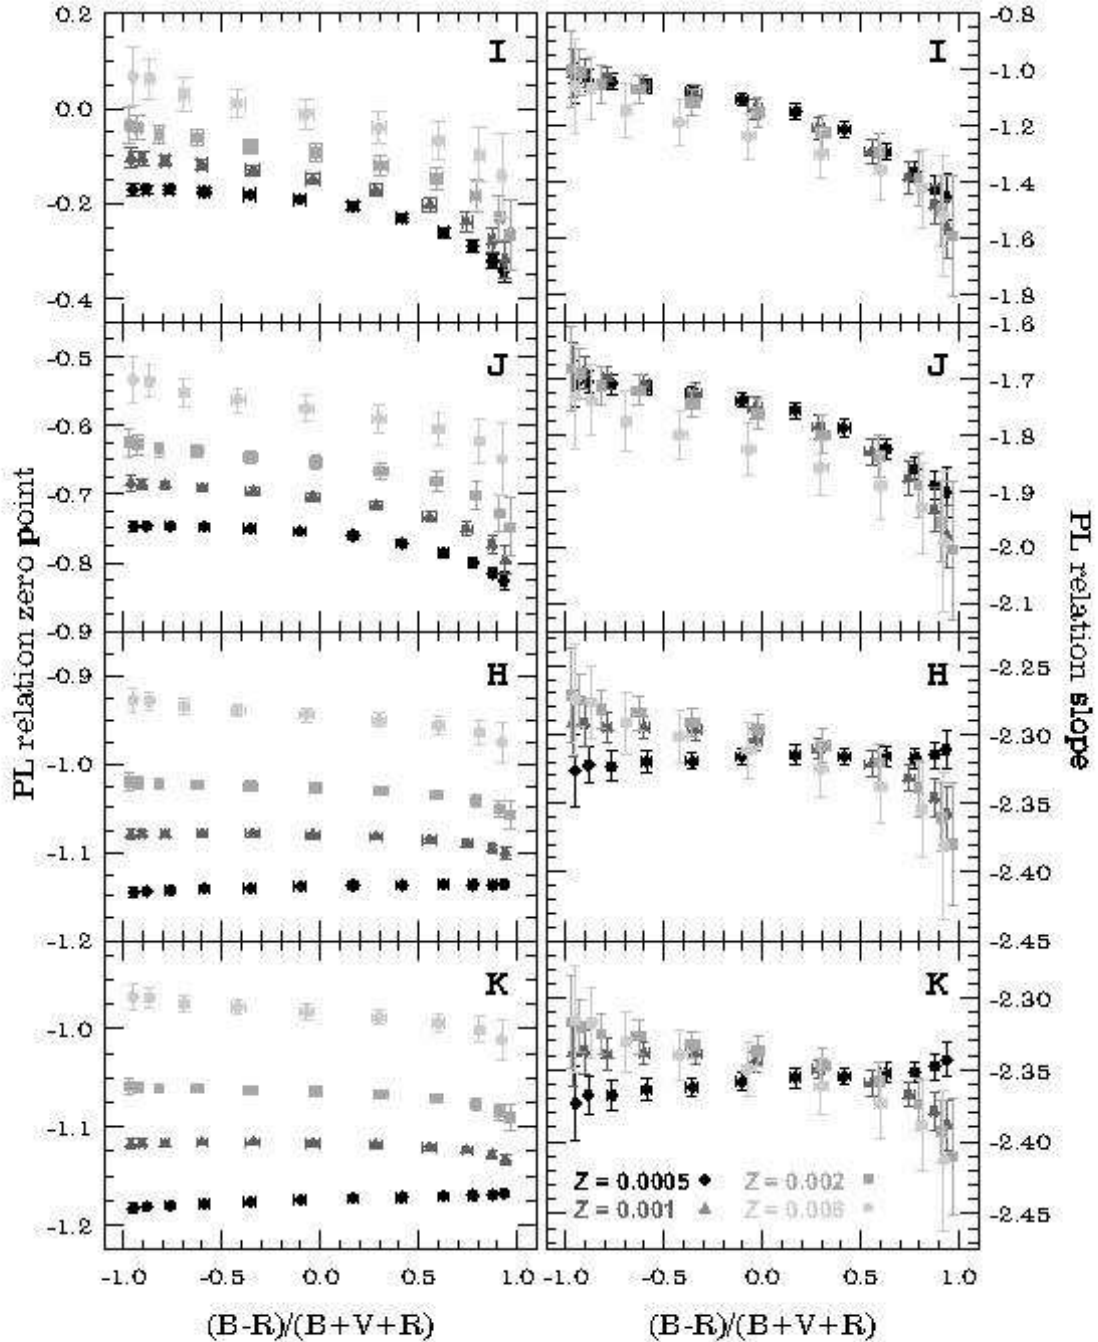 0.2
0.0
-0.2
-0.4
I
I
-0.8
-1.0
-1.2
-1.4
-1.6
-1.8
-0.5
-0.6
-0.7
-0.8
-0.9
J
J
-1.6
-1.7
-1.8
-1.9
-2.0
-2.1
-0.9
-1.0
-1.1
-1.2
H
H
-2.25
-2.30
-2.35
-2.40
-2.45
-1.0
-1.1
-1.2
K
K
-2.30
-2.35
-2.40
-2.45
Z = 0.0005
Z = 0.002
Z = 0.001
Z = 0.006
-1.0 -0.5 0.0 0.5 1.0
-1.0 -0.5 0.0 0.5 1.0
(B-R)/(B+V+R)
(B-R)/(B+V+R)
PL relation zero point
PL relation slope